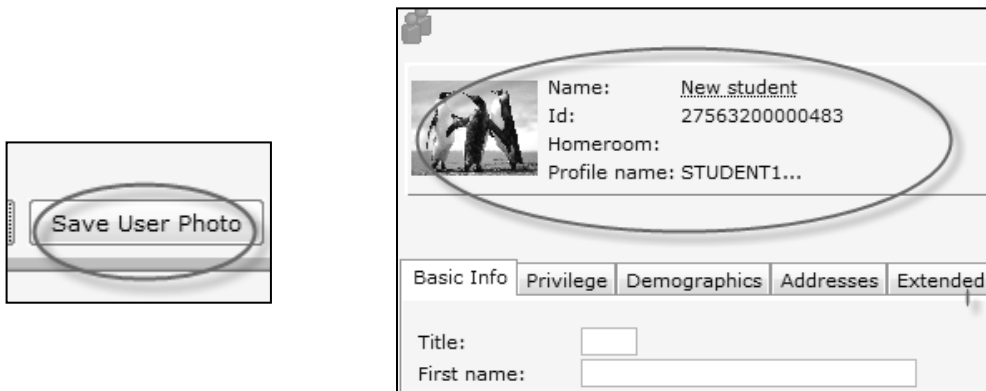 Save User Photo
Name: New student
Id: 27563200000483
Homeroom:
Profile name: STUDENT1...
Basic Info Privilege Demographics Addresses Extended
Title:
First name: